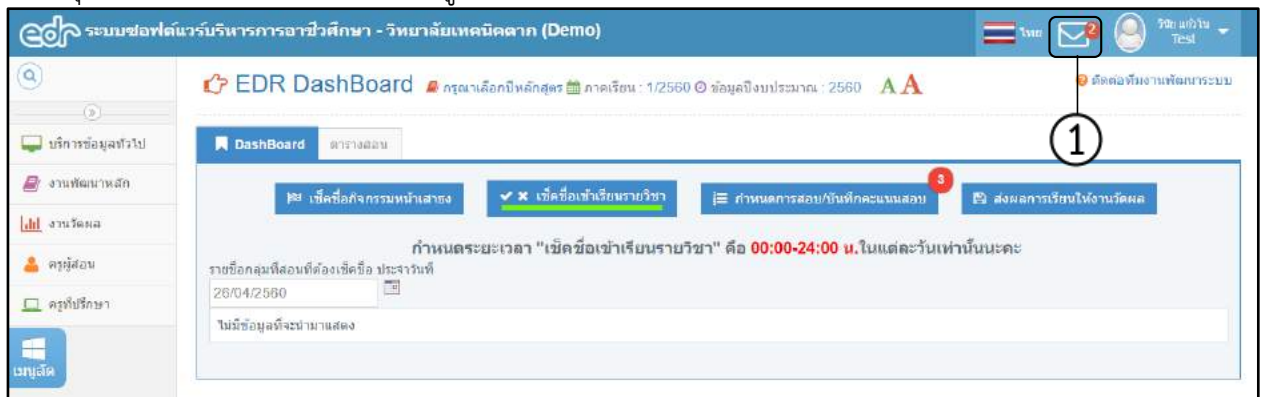 edr ระบบซอฟต์แวร์บริหารการอาชีวศึกษา - วิทยาลัยเทคนิคตาก (Demo)
ไทย
2
Test
EDR DashBoard กรุณาเลือกปีหลักสูตร ภาคเรียน : 1/2560 ข้อมูลปีงบประมาณ : 2560 A A
ติดต่อทีมงานพัฒนาระบบ
1
บริการข้อมูลทั่วไป
งานพัฒนาหลัก
งานวัดผล
ครูผู้สอน
ครูที่ปรึกษา
เมนูลัด
DashBoard ตารางสอน
เช็คชื่อกิจกรรมหน้าเสาธง
เช็คชื่อเข้าเรียนรายวิชา
กำหนดการสอบ/บันทึกคะแนนสอบ
3
ส่งผลการเรียนให้งานวัดผล
กำหนดระยะเวลา "เช็คชื่อเข้าเรียนรายวิชา" คือ 00:00-24:00 น.ในแต่ละวันเท่านั้นนะคะ
รายชื่อกลุ่มที่สอนที่ต้องเช็คชื่อ ประจำวันที่
26/04/2560
ไม่มีข้อมูลที่จะนำมาแสดง